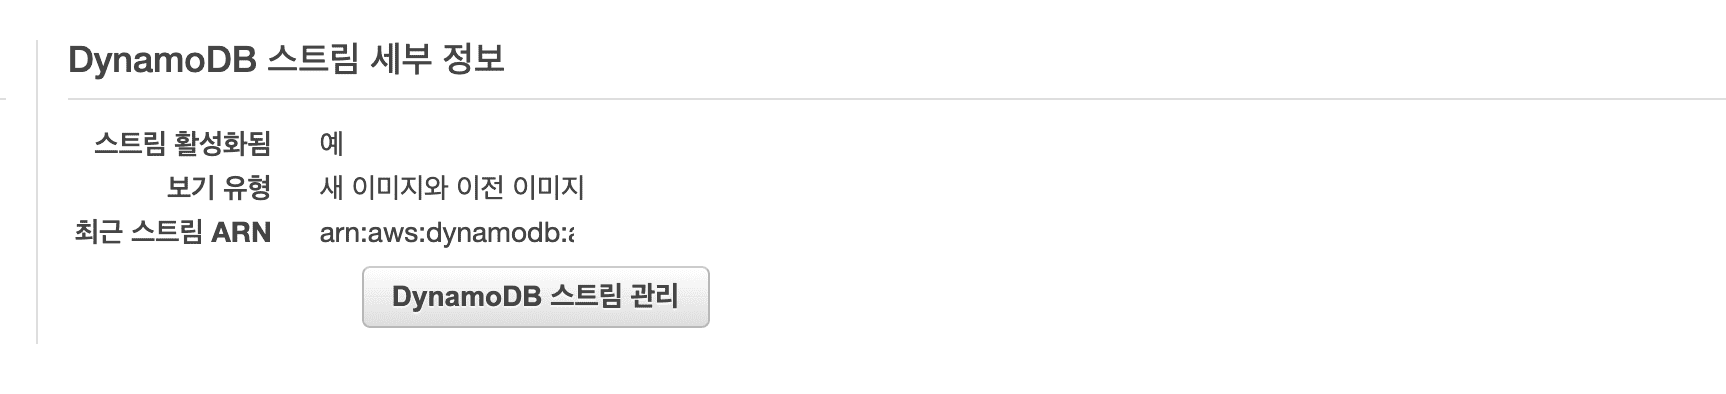 DynamoDB 스트림 세부 정보
스트림 활성화됨 예
보기 유형 새 이미지와 이전 이미지
최근 스트림 ARN arn:aws:dynamodb:a
DynamoDB 스트림 관리